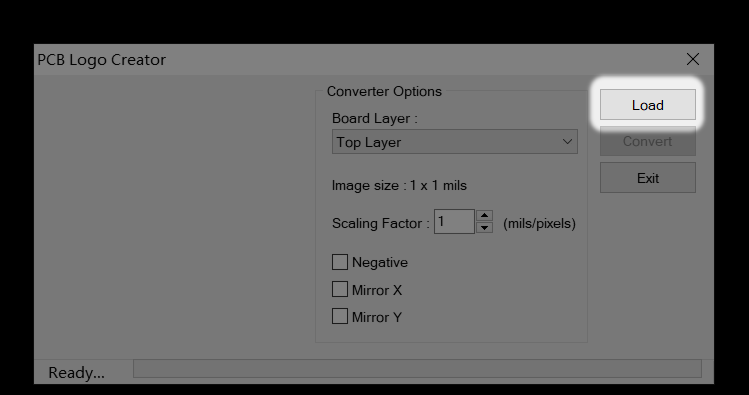 PCB Logo Creator
Converter Options
Board Layer :
Top Layer
Image size : 1 x 1 mils
Scaling Factor : 1 (mils/pixels)
Negative
Mirror X
Mirror Y
Load
Convert
Exit
Ready...